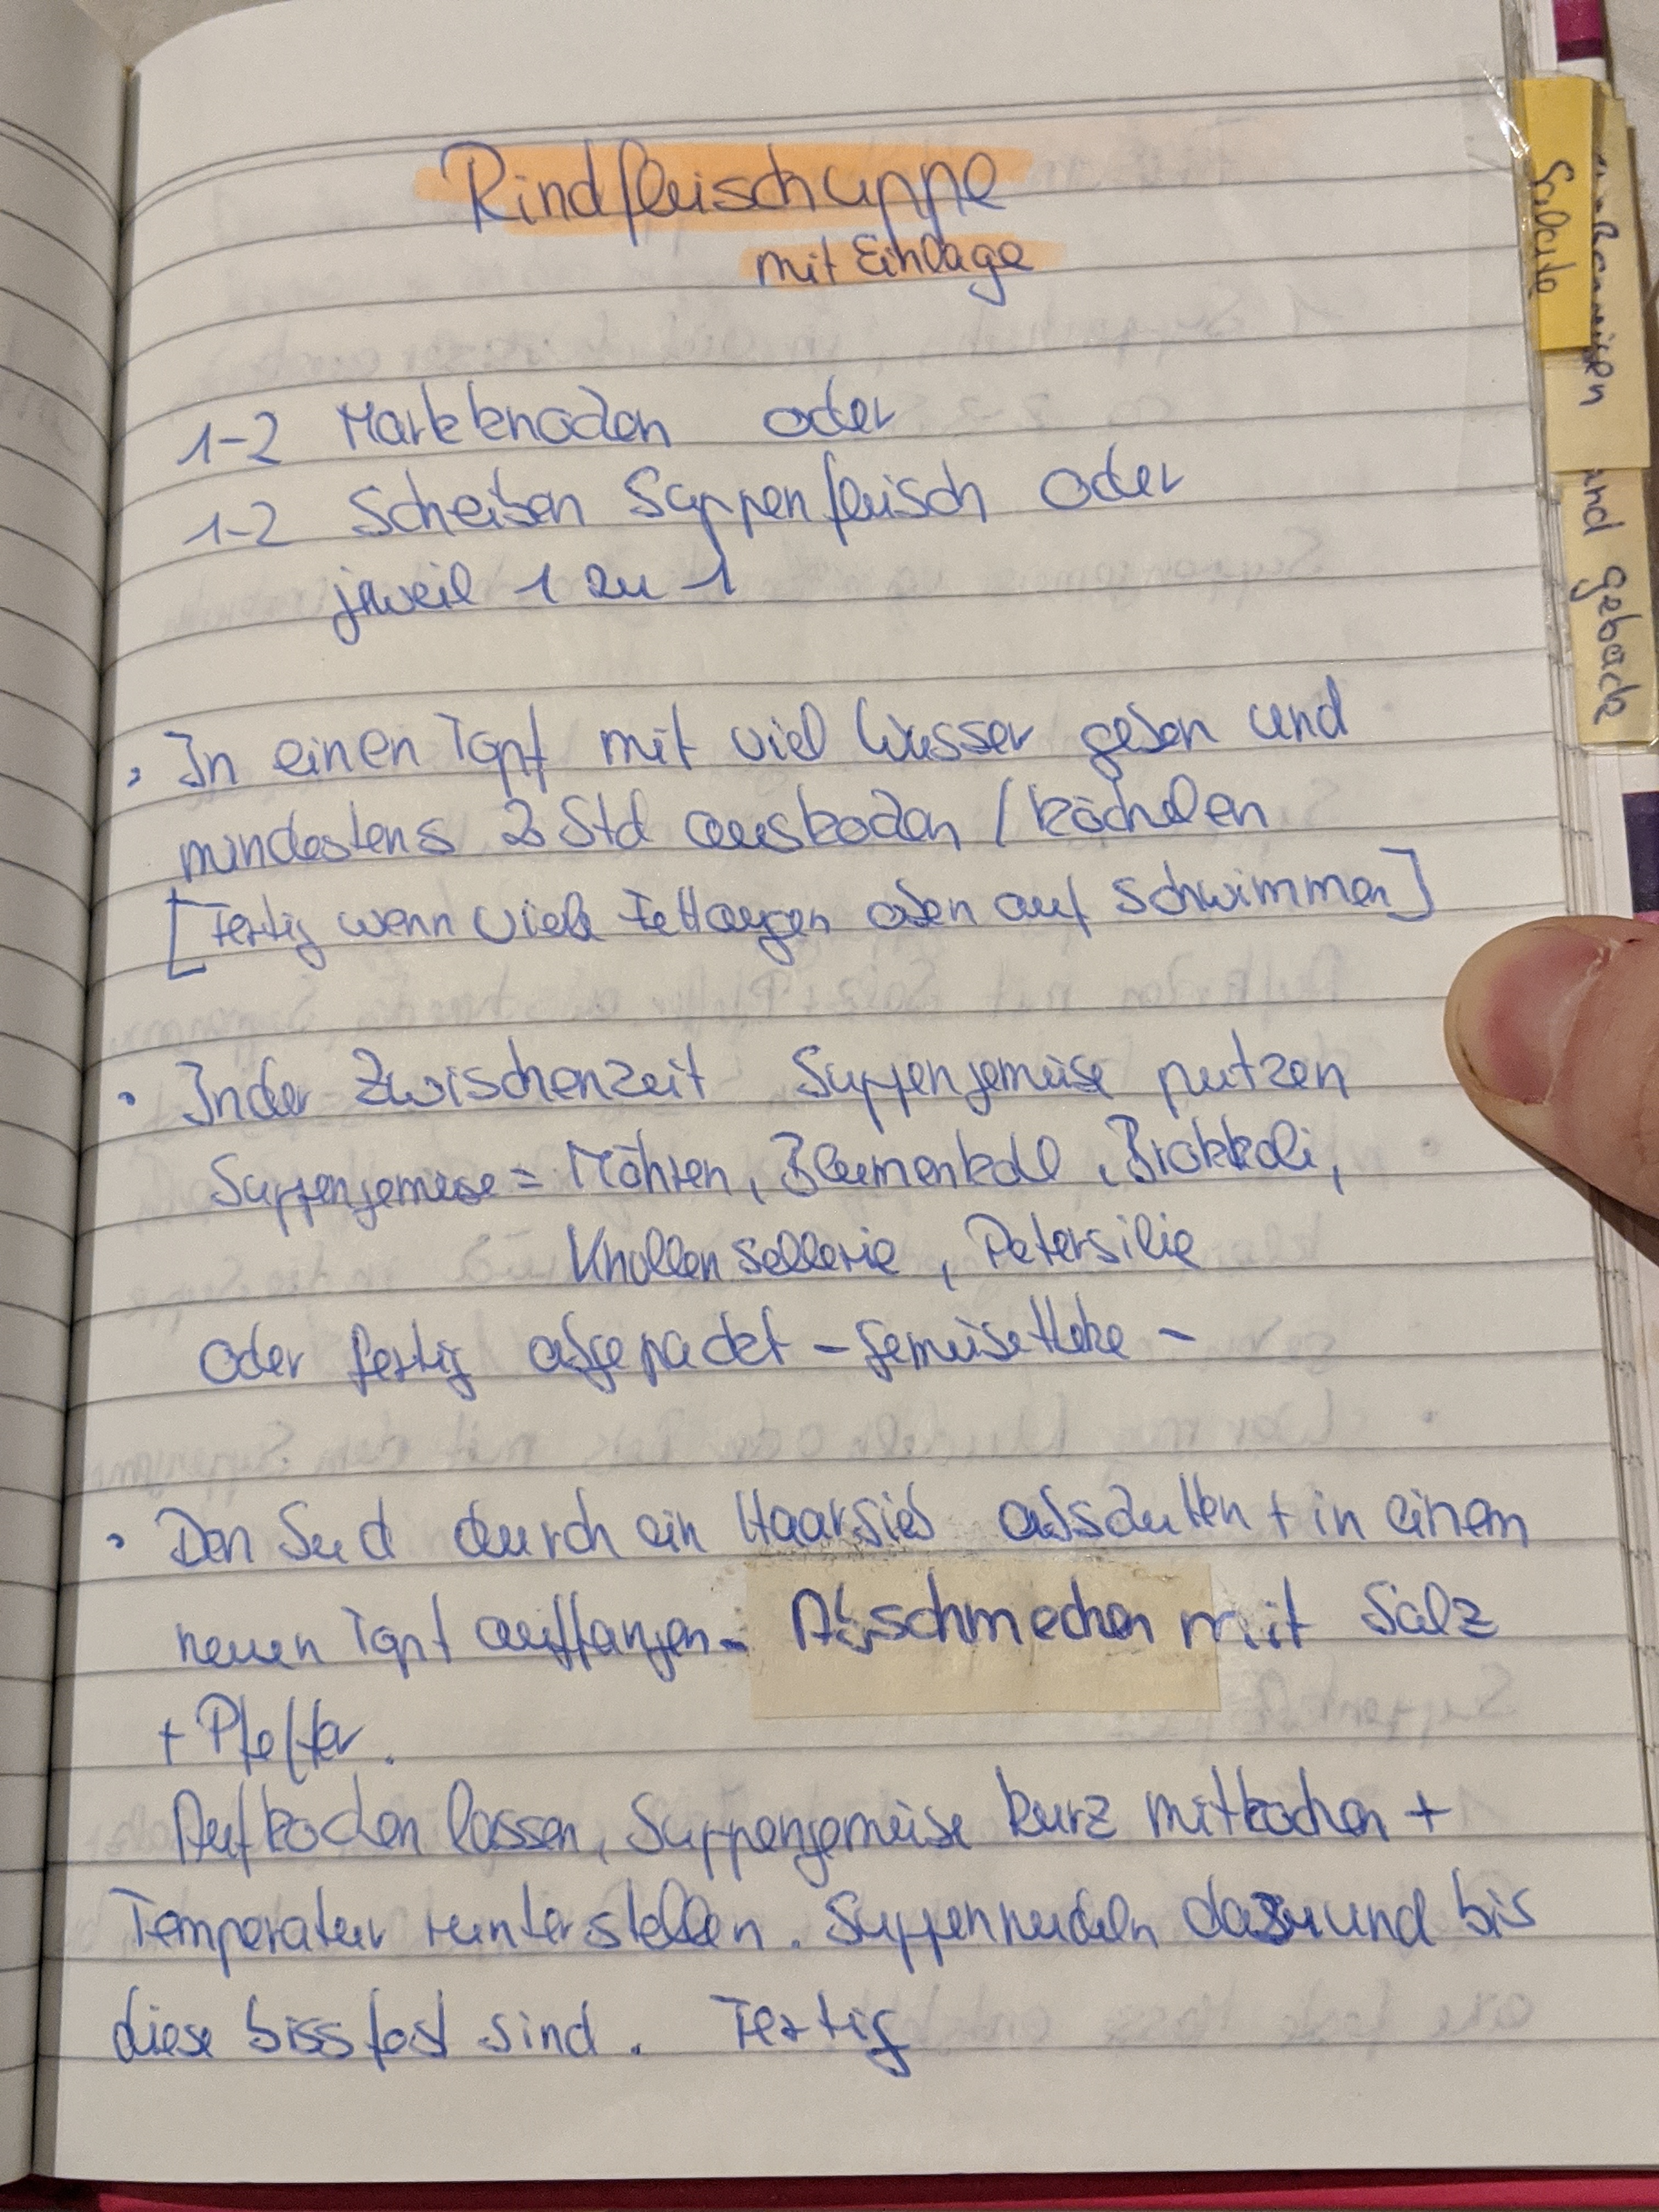 Rindfleischuppe
mit Einlage
1-2 Markknochen oder
1-2 Scheiben Suppenfleisch oder
jeweil 1 zu 1
• In einen Topf mit viel Wasser geben und
mindestens 2 Std auskochen / köcheln
[Fertig wenn viele Fettaugen oben auf schwimmen]
• In der Zwischenzeit Suppengemüse putzen
Suppengemüse = Möhren, Blumenkohl, Brokkoli,
Knollensellerie, Petersilie
oder fertig abgepackt - Gemüsetheke -
• Den Sud durch ein Haarsieb abschütten + in einem
neuen Topf auffangen. Abschmecken mit Salz
+ Pfeffer.
Aufkochen lassen, Suppengemüse kurz mitkochen +
Temperatur runterstellen. Suppennudeln dazu und bis
diese bissfest sind. Fertig
Salate
und Gebäck